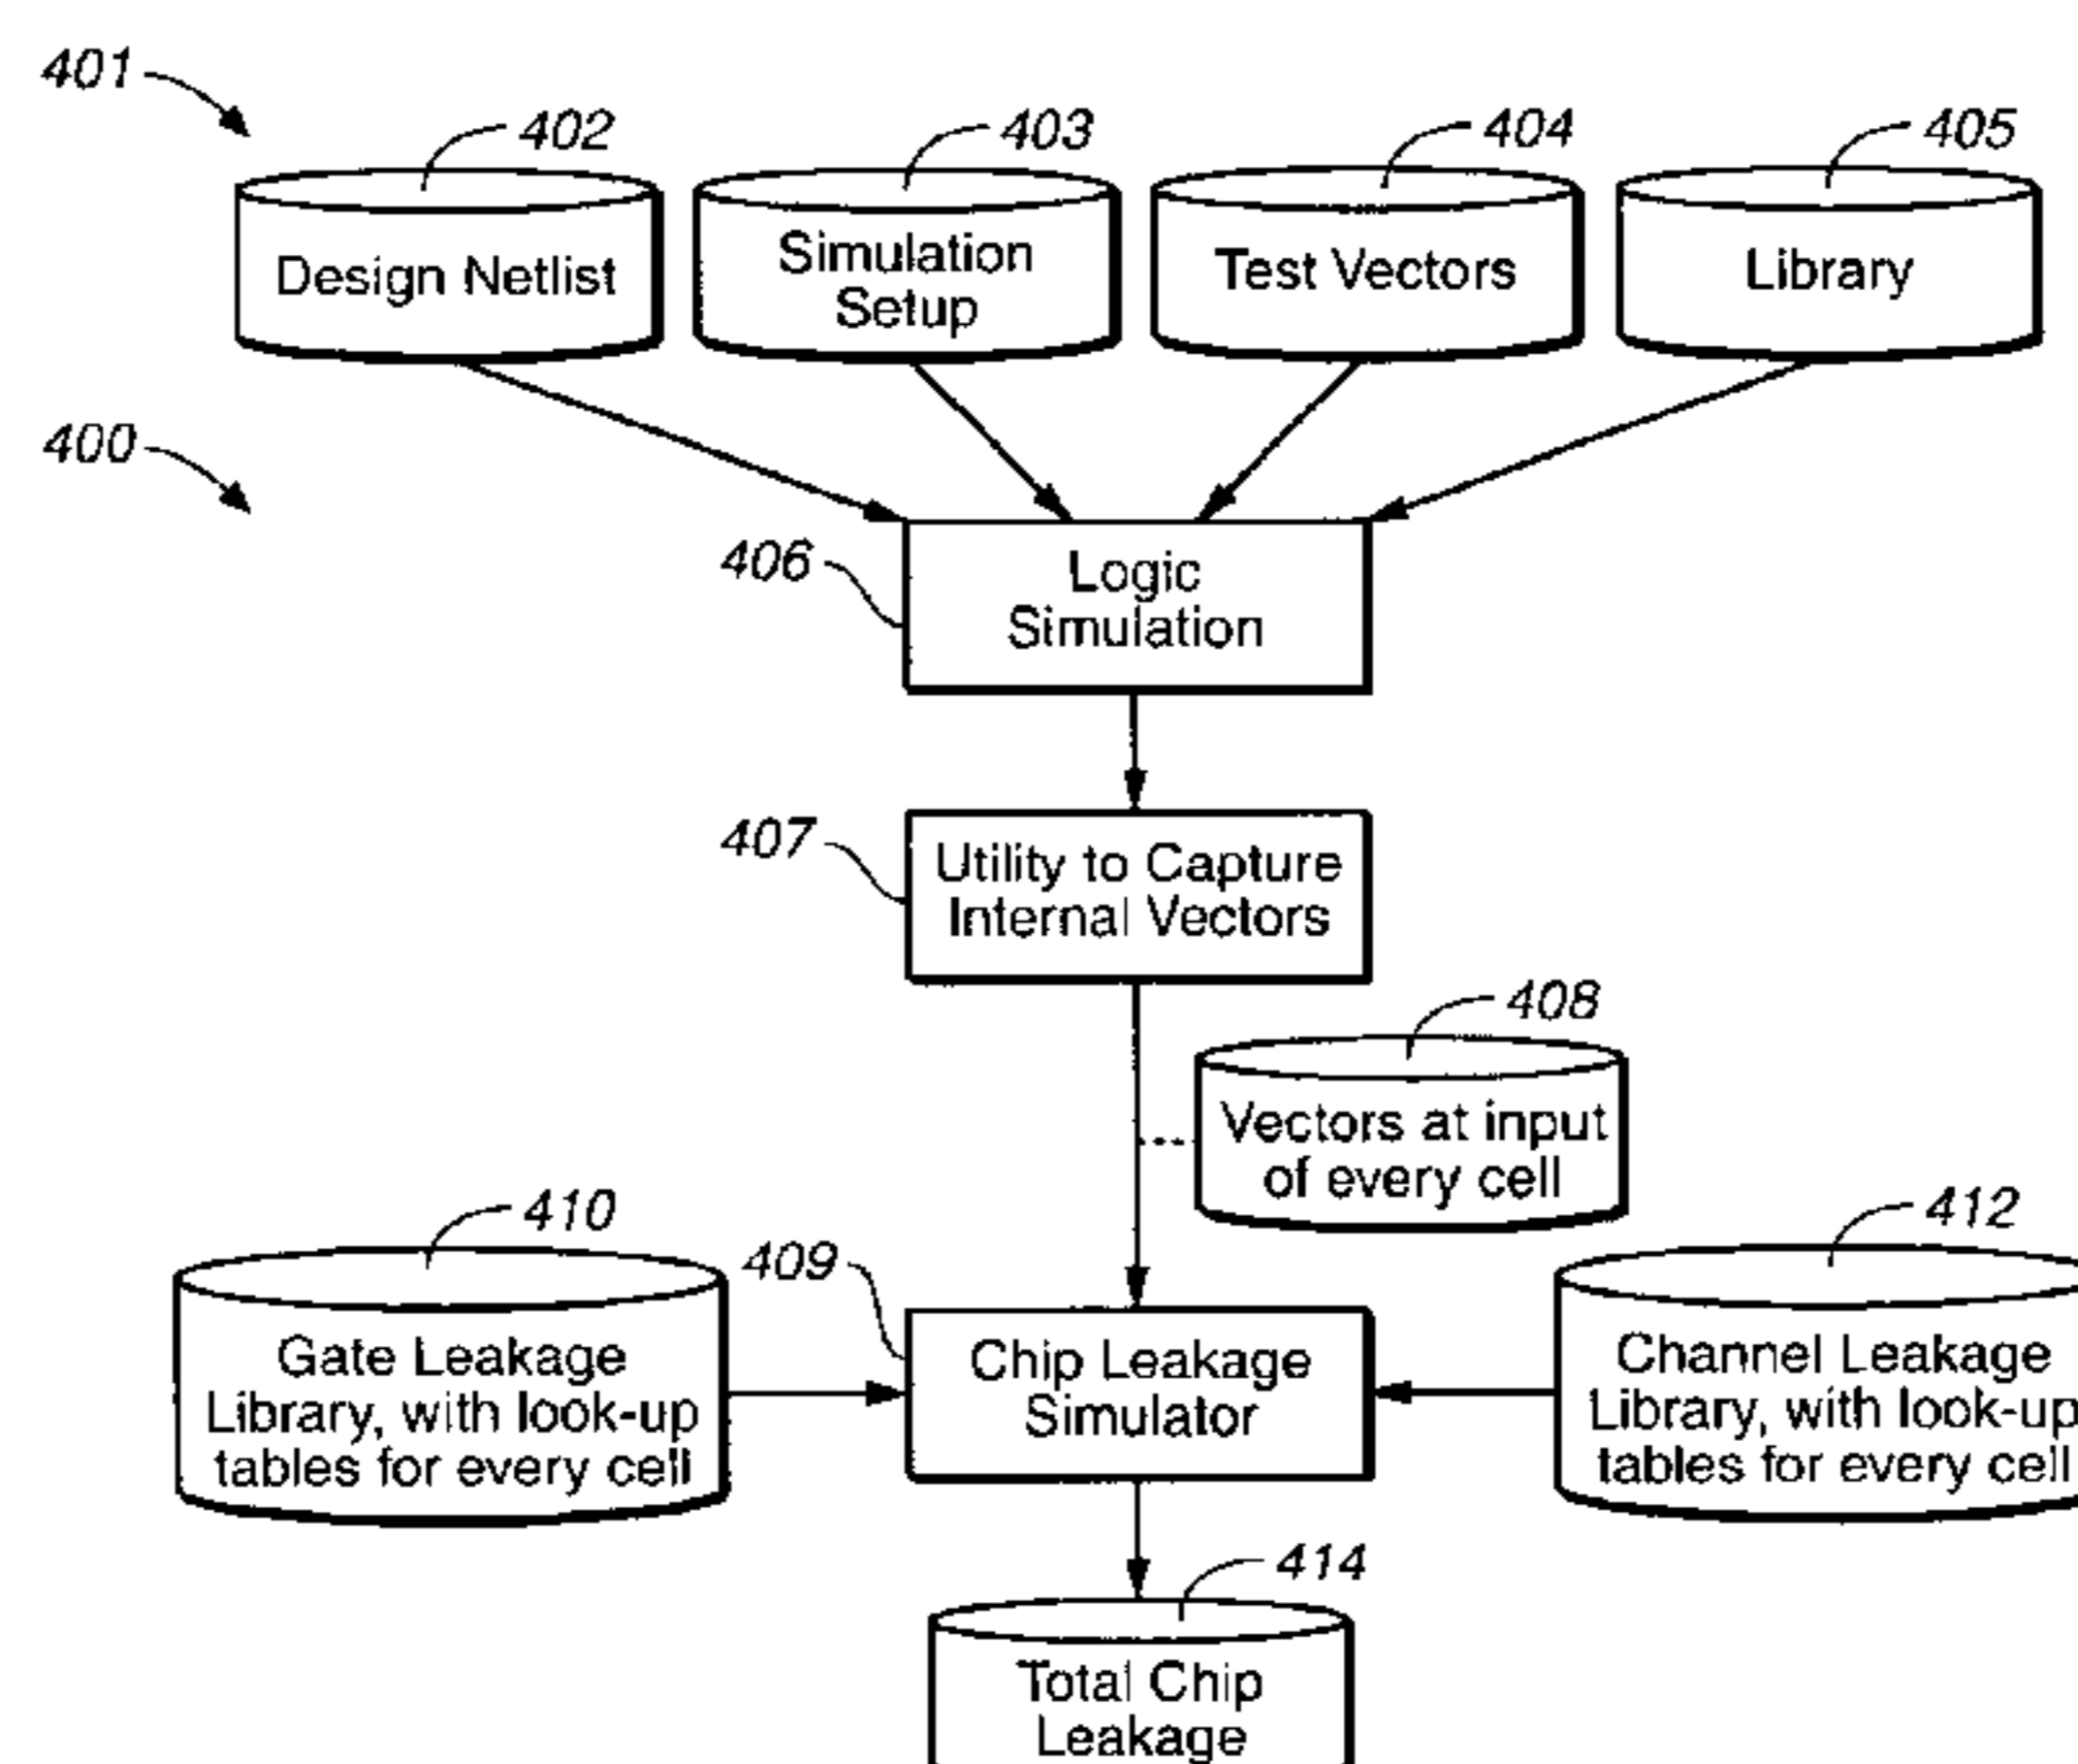 401
402
403
404
405
Design Netlist
Simulation
Setup
Test Vectors
Library
400
406
Logic
Simulation
407
Utility to Capture
Internal Vectors
408
Vectors at input
of every cell
410
409
412
Gate Leakage
Library, with look-up
tables for every cell
Chip Leakage
Simulator
Channel Leakage
Library, with look-up
tables for every cell
414
Total Chip
Leakage